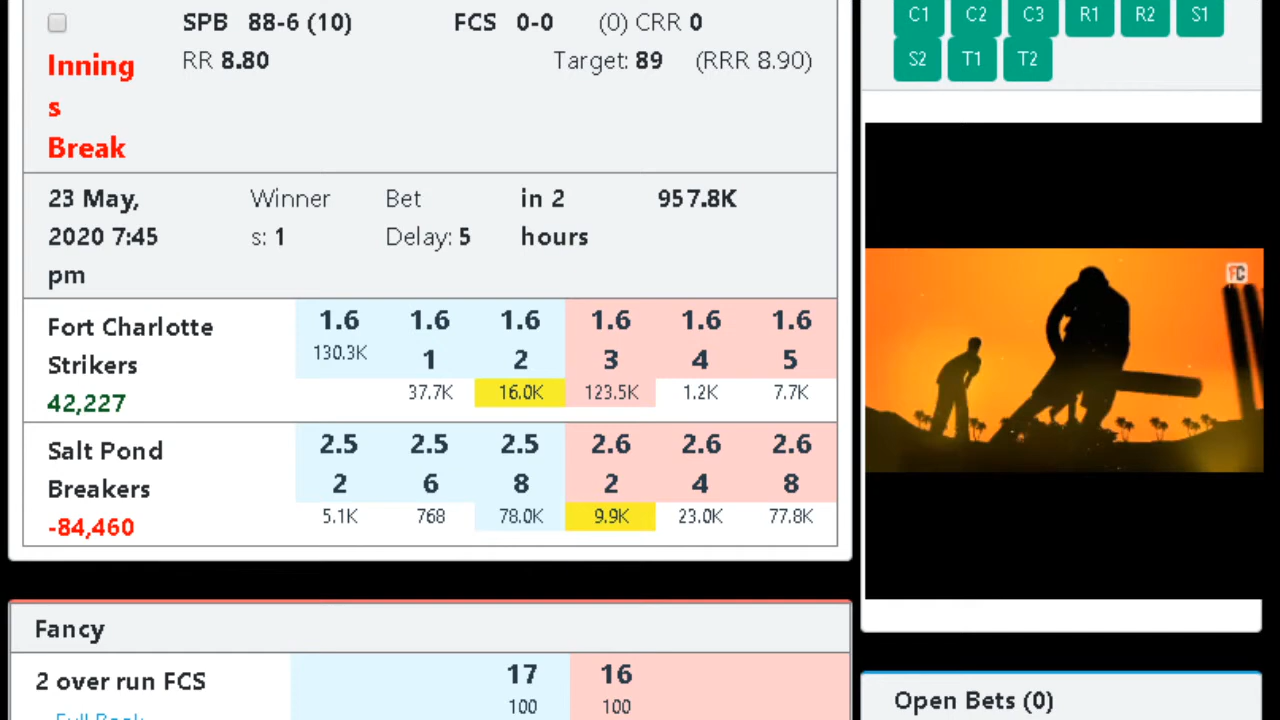 SPB 88-6 (10) FCS 0-0 (0) CRR 0
Inning
s
Break
RR 8.80 Target: 89 (RRR 8.90)
23 May,
2020 7:45
pm
Winner
s: 1
Bet
Delay: 5
in 2
hours
957.8K
Fort Charlotte
Strikers
42,227
1.6 1.6 1.6 1.6 1.6 1.6
1 2 3 4 5
130.3K 37.7K 16.0K 123.5K 1.2K 7.7K
Salt Pond
Breakers
-84,460
2.5 2.5 2.5 2.6 2.6 2.6
2 6 8 2 4 8
5.1K 768 78.0K 9.9K 23.0K 77.8K
Fancy
2 over run FCS
17 16
100 100
C1 C2 C3 R1 R2 S1
S2 T1 T2
FC
Open Bets (0)